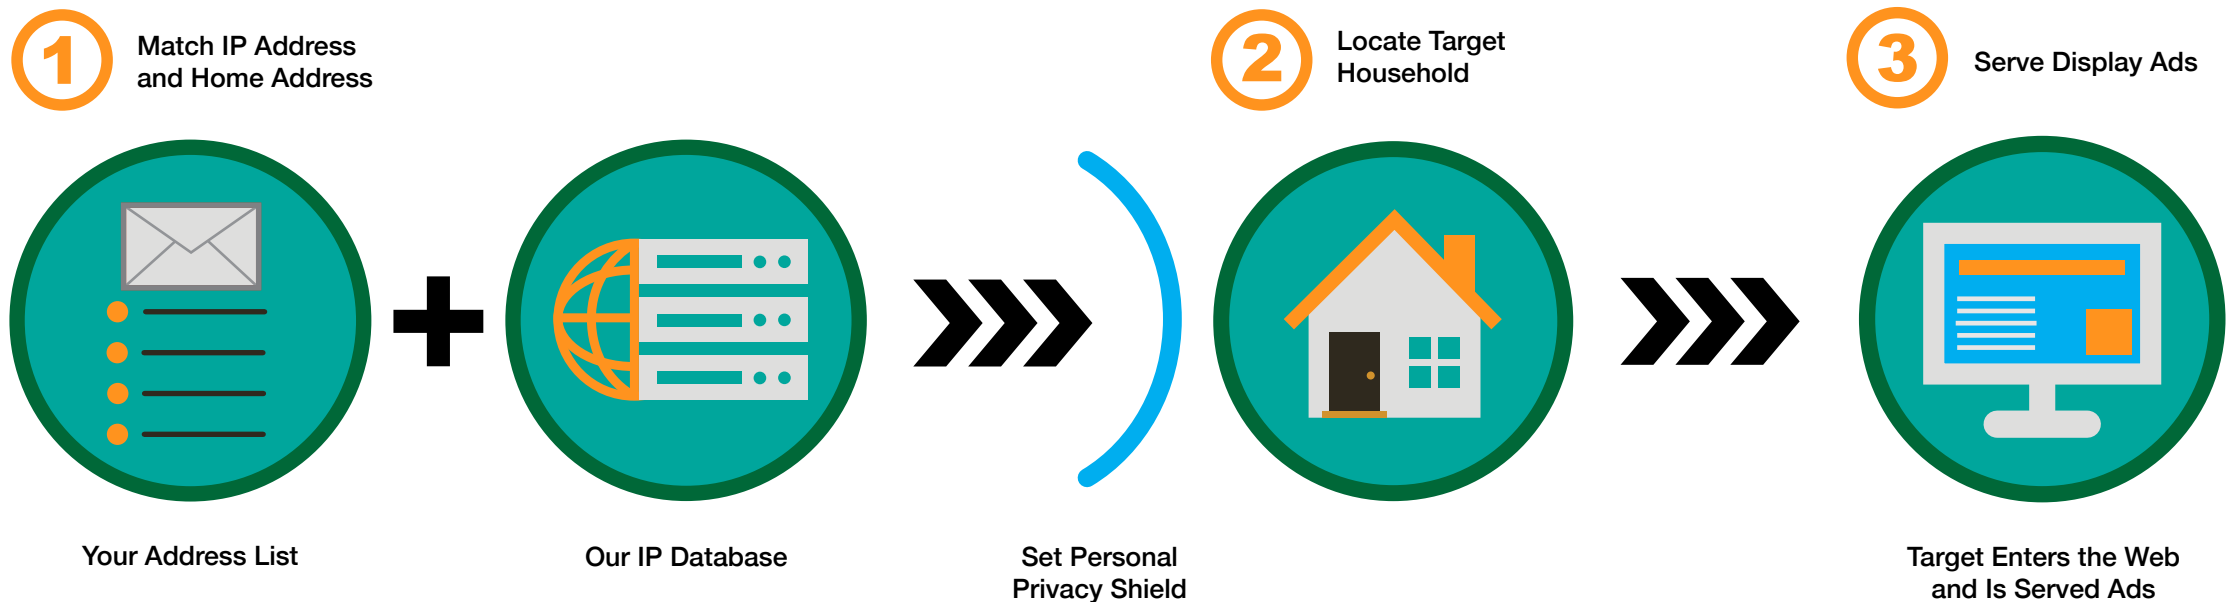 1
Match IP Address
and Home Address
2
Locate Target
Household
3
Serve Display Ads
Your Address List
Our IP Database
Set Personal
Privacy Shield
Target Enters the Web
and Is Served Ads